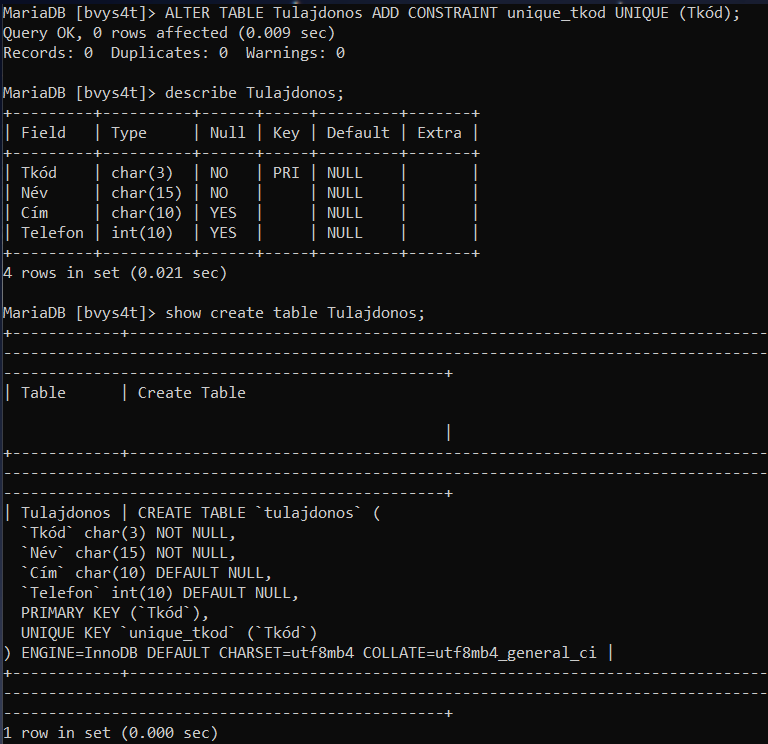 MariaDB [bvys4t]> ALTER TABLE Tulajdonos ADD CONSTRAINT unique_tkod UNIQUE (Tkód);
Query OK, 0 rows affected (0.009 sec)
Records: 0  Duplicates: 0  Warnings: 0
MariaDB [bvys4t]> describe Tulajdonos;
+---------+----------+------+-----+---------+-------+
| Field   | Type     | Null | Key | Default | Extra |
+---------+----------+------+-----+---------+-------+
| Tkód    | char(3)  | NO   | PRI | NULL    |       |
| Név     | char(15) | NO   |     | NULL    |       |
| Cím     | char(10) | YES  |     | NULL    |       |
| Telefon | int(10)  | YES  |     | NULL    |       |
+---------+----------+------+-----+---------+-------+
4 rows in set (0.021 sec)
MariaDB [bvys4t]> show create table Tulajdonos;
+------------+-----------------------------------------------------------------------
-------------------------------------------------------------------------------------
-------------------------------------------------+
| Table      | Create Table
|
+------------+-----------------------------------------------------------------------
-------------------------------------------------------------------------------------
-------------------------------------------------+
| Tulajdonos | CREATE TABLE `tulajdonos` (
  `Tkód` char(3) NOT NULL,
  `Név` char(15) NOT NULL,
  `Cím` char(10) DEFAULT NULL,
  `Telefon` int(10) DEFAULT NULL,
  PRIMARY KEY (`Tkód`),
  UNIQUE KEY `unique_tkod` (`Tkód`)
) ENGINE=InnoDB DEFAULT CHARSET=utf8mb4 COLLATE=utf8mb4_general_ci |
+------------+-----------------------------------------------------------------------
-------------------------------------------------------------------------------------
-------------------------------------------------+
1 row in set (0.000 sec)